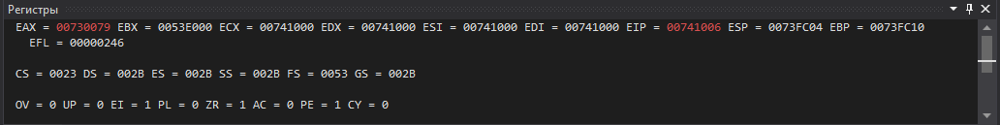 Регистры
EAX = 00730079 EBX = 0053E000 ECX = 00741000 EDX = 00741000 ESI = 00741000 EDI = 00741000 EIP = 00741006 ESP = 0073FC04 EBP = 0073FC10
EFL = 00000246
CS = 0023 DS = 002B ES = 002B SS = 002B FS = 0053 GS = 002B
OV = 0 UP = 0 EI = 1 PL = 0 ZR = 1 AC = 0 PE = 1 CY = 0